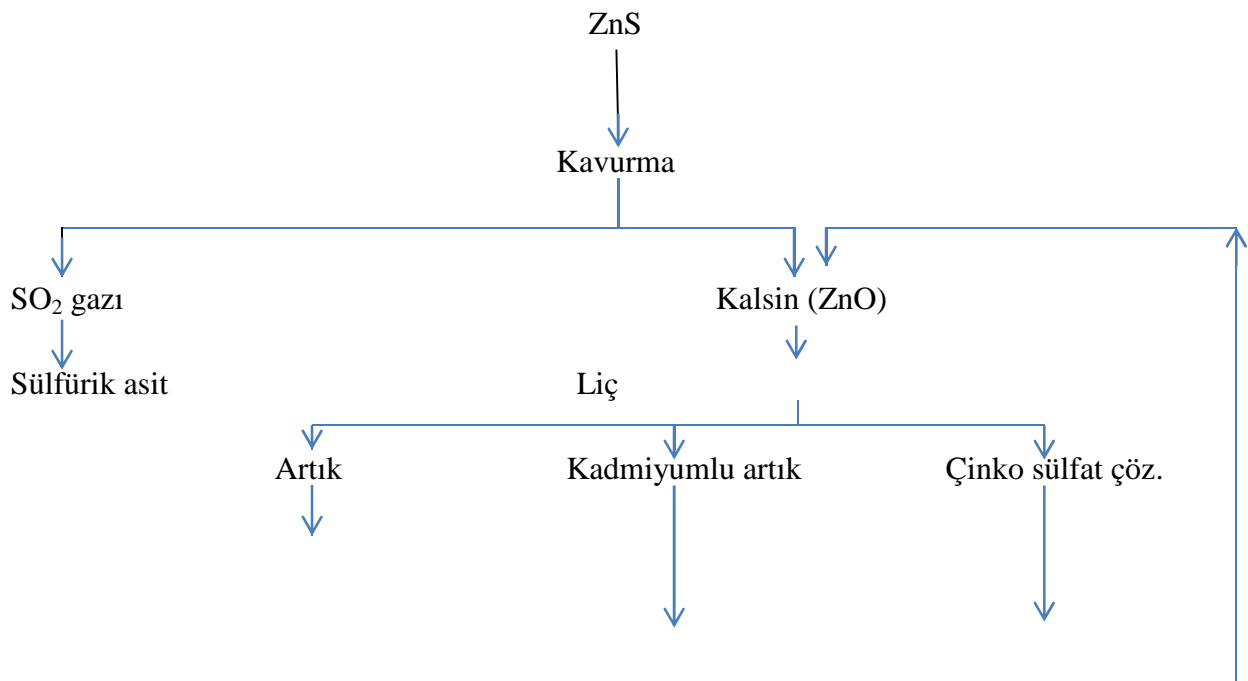 ZnS
Kavurma
SO₂ gazı
Kalsin (ZnO)
Sülfürik asit
Liç
Artık
Kadmiyumlu artık
Çinko sülfat çöz.